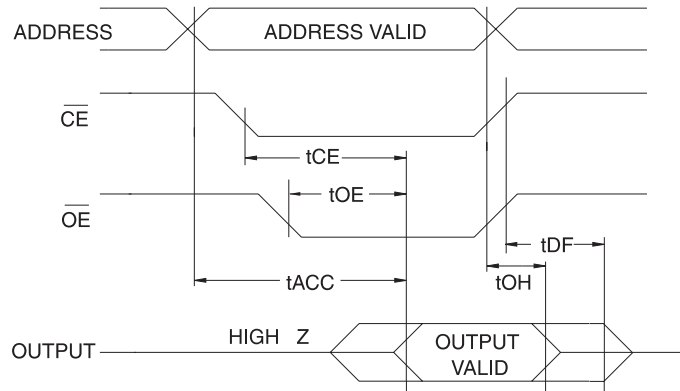 ADDRESS
ADDRESS VALID
CE
tCE
tOE
OE
tDF
tACC
tOH
HIGH Z
OUTPUT
OUTPUT
VALID